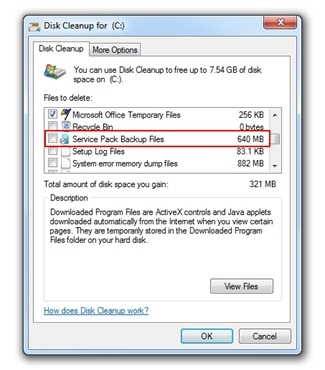 Disk Cleanup for (C:)
Disk Cleanup
More Options
You can use Disk Cleanup to free up to 7.54 GB of disk
space on (C:).
Files to delete:
Microsoft Office Temporary Files 256 KB
Recycle Bin 0 bytes
Service Pack Backup Files 640 MB
Setup Log Files 83.1 KB
System error memory dump files 882 MB
Total amount of disk space you gain: 321 MB
Description
Downloaded Program Files are ActiveX controls and Java applets
downloaded automatically from the Internet when you view certain
pages. They are temporarily stored in the Downloaded Program
Files folder on your hard disk.
View Files
How does Disk Cleanup work?
OK
Cancel